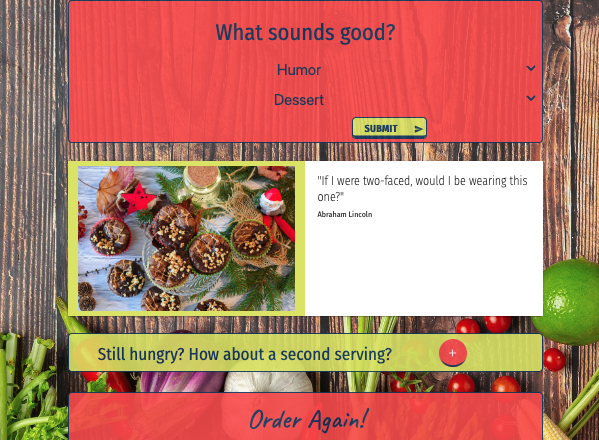 What sounds good?
Humor
Dessert
SUBMIT
"If I were two-faced, would I be wearing this
one?"
Abraham Lincoln
Still hungry? How about a second serving?
+
Order Again!